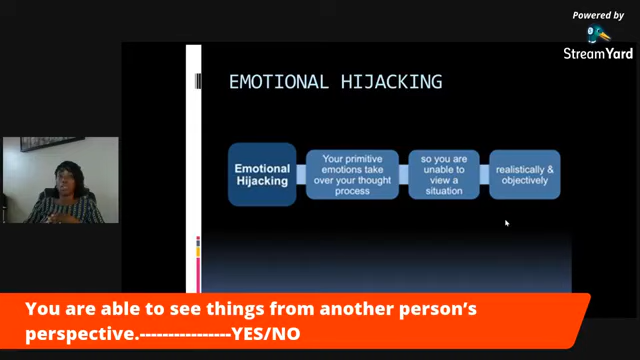 Powered by
StreamYard
EMOTIONAL HIJACKING
Emotional
Hijacking
Your primitive
emotions take
over your thought
process
so you are
unable to
view a
situation
realistically &
objectively
You are able to see things from another person’s
perspective.----------------YES/NO